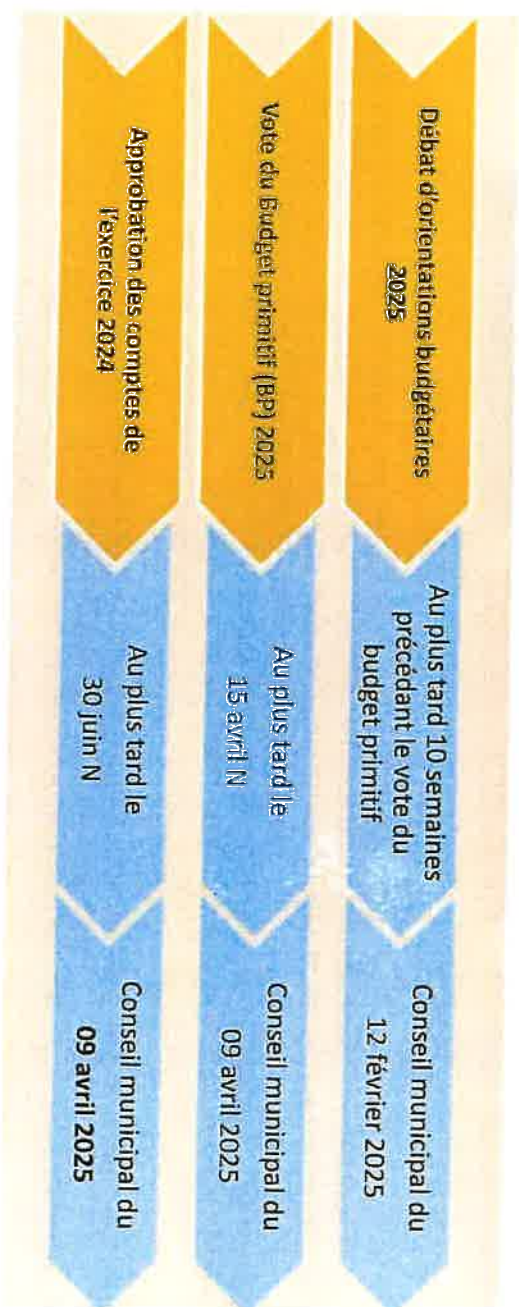 Débat d'orientations budgétaires
2025
Au plus tard 10 semaines
précédant le vote du
budget primitif
Conseil municipal du
12 février 2025
Vote du Budget primitif (BP) 2025
Au plus tard le
15 avril N
Conseil municipal du
09 avril 2025
Approbation des comptes de
l'exercice 2024
Au plus tard le
30 juin N
Conseil municipal du
09 avril 2025